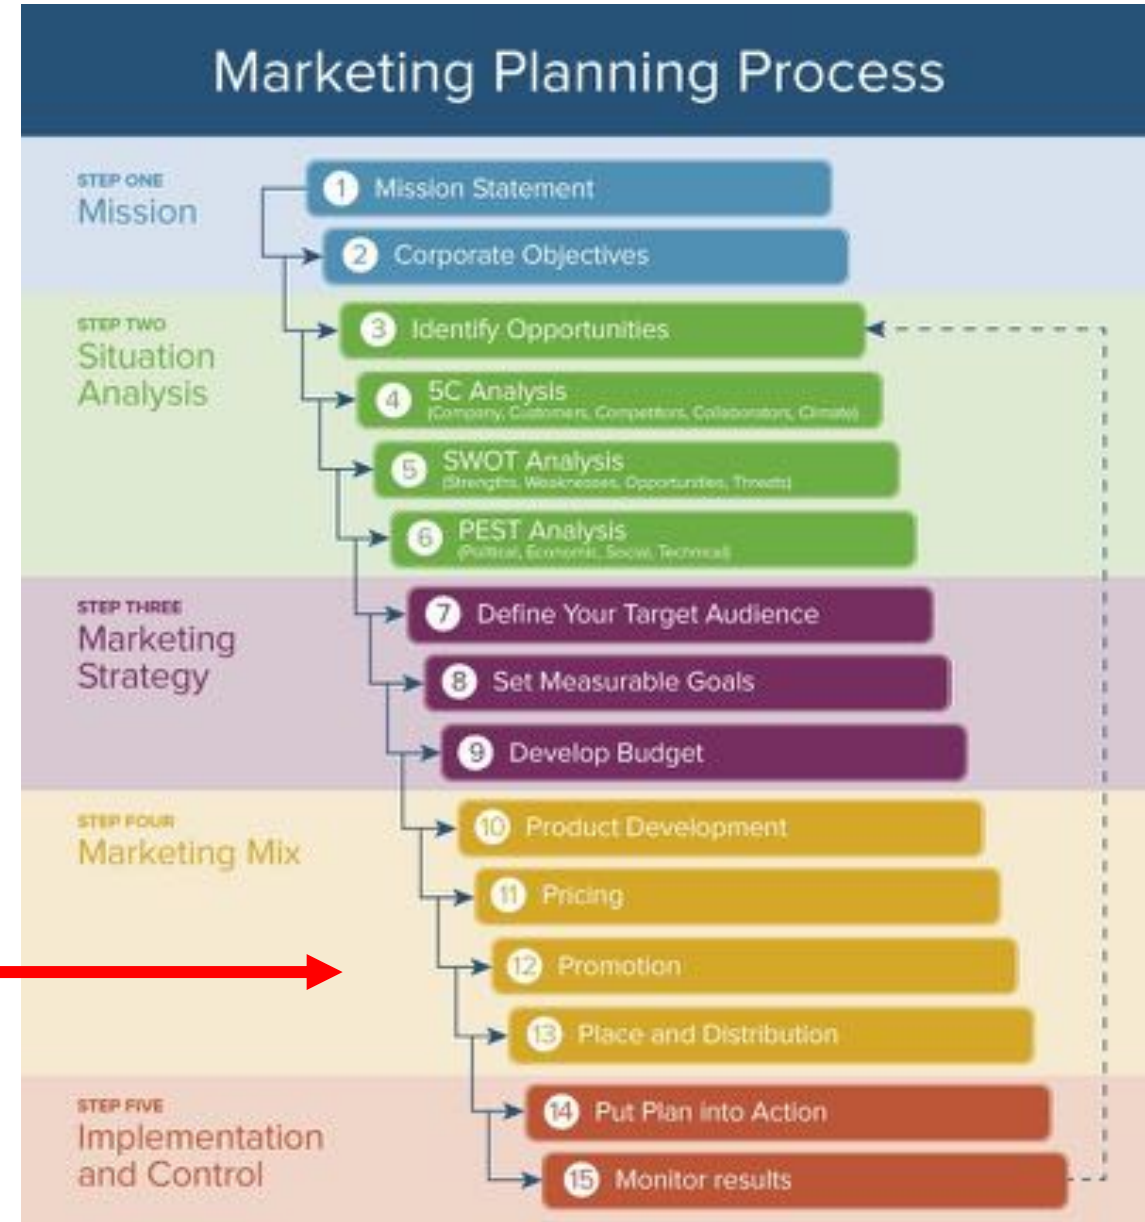 Marketing Planning Process
STEP ONE
Mission
1 Mission Statement
2 Corporate Objectives
STEP TWO
Situation
Analysis
3 Identify Opportunities
4 5C Analysis
(Company, Customers, Competitors, Collaborators, Climate)
5 SWOT Analysis
(Strengths, Weaknesses, Opportunities, Threats)
6 PEST Analysis
(Political, Economic, Social, Technical)
STEP THREE
Marketing
Strategy
7 Define Your Target Audience
8 Set Measurable Goals
9 Develop Budget
STEP FOUR
Marketing Mix
10 Product Development
11 Pricing
12 Promotion
13 Place and Distribution
STEP FIVE
Implementation
and Control
14 Put Plan into Action
15 Monitor results